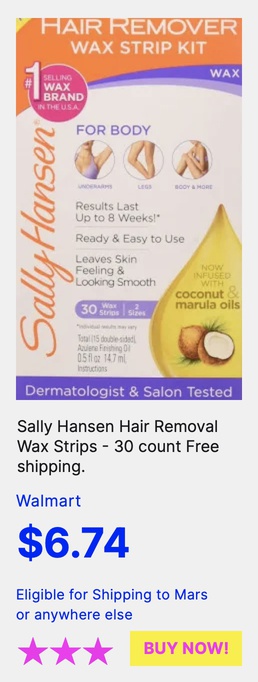 HAIR REMOVER
WAX STRIP KIT
#1 SELLING
WAX
BRAND
IN THE U.S.A.
WAX
Sally Hansen®
FOR BODY
UNDERARMS
LEGS
BODY & MORE
Results Last
Up to 8 Weeks!*
Ready & Easy to Use
Leaves Skin
Feeling &
Looking Smooth
NOW
INFUSED
WITH
coconut &
marula oils
30 Wax Strips | 2 Sizes
*Individual results may vary
Total (15 double-sided),
Azulene Finishing Oil
0.5 fl oz 14.7 mL
Instructions
Dermatologist & Salon Tested
Sally Hansen Hair Removal
Wax Strips - 30 count Free
shipping.
Walmart
$6.74
Eligible for Shipping to Mars
or anywhere else
BUY NOW!